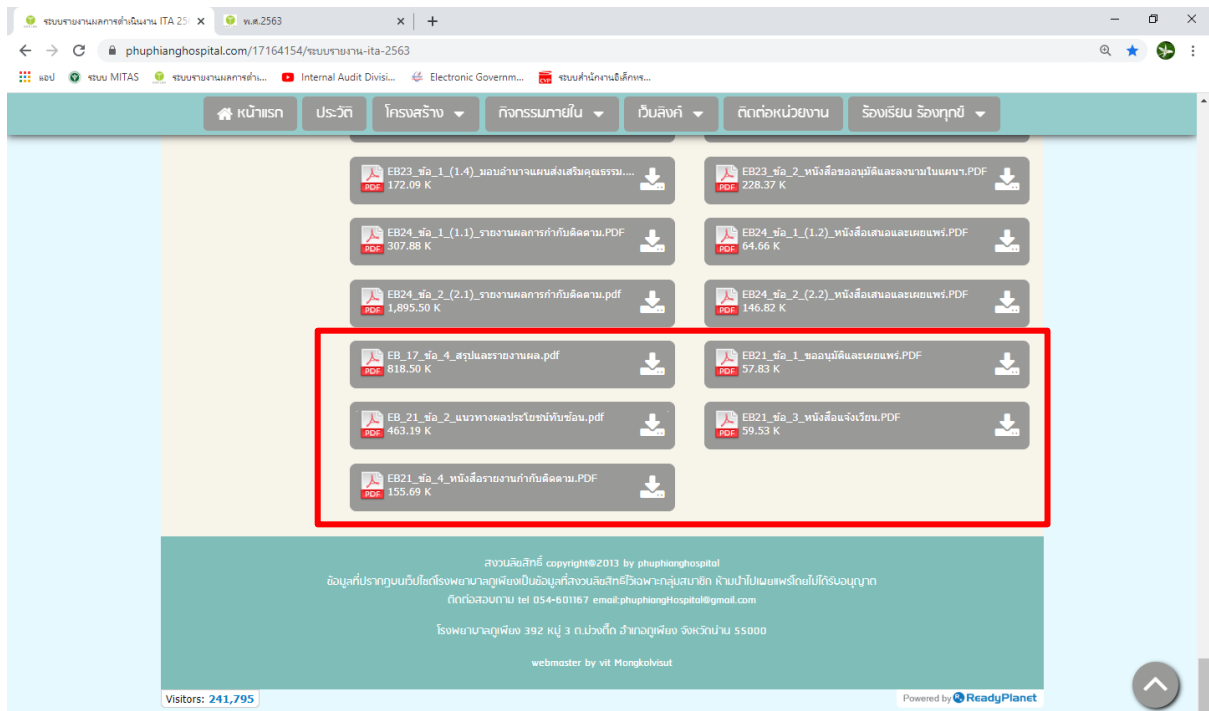 ระบบรายงานผลการดำเนินงาน ITA 25
พ.ศ.2563
phuphianghospital.com/17164154/ระบบรายงาน-ita-2563
แอป
ระบบ MITAS
ระบบรายงานผลการดำเ...
Internal Audit Divisi...
Electronic Governm...
ระบบสำนักงานอิเล็กทร...
หน้าแรก
ประวัติ
โครงสร้าง
กิจกรรมภายใน
เว็บลิงค์
ติดต่อหน่วยงาน
ร้องเรียน ร้องทุกข์
EB23_ข้อ_1_(1.4)_มอบอำนาจแผนส่งเสริมคุณธรรม....
172.09 K
EB23_ข้อ_2_หนังสือขออนุมัติและลงนามในแผนฯ.PDF
228.37 K
EB24_ข้อ_1_(1.1)_รายงานผลการกำกับติดตาม.PDF
307.88 K
EB24_ข้อ_1_(1.2)_หนังสือเสนอและเผยแพร่.PDF
64.66 K
EB24_ข้อ_2_(2.1)_รายงานผลการกำกับติดตาม.pdf
1,895.50 K
EB24_ข้อ_2_(2.2)_หนังสือเสนอและเผยแพร่.PDF
146.82 K
EB_17_ข้อ_4_สรุปและรายงานผล.pdf
818.50 K
EB21_ข้อ_1_ขออนุมัติและเผยแพร่.PDF
57.83 K
EB_21_ข้อ_2_แนวทางผลประโยชน์ทับซ้อน.pdf
463.19 K
EB21_ข้อ_3_หนังสือแจ้งเวียน.PDF
59.53 K
EB21_ข้อ_4_หนังสือรายงานกำกับติดตาม.PDF
155.69 K
สงวนลิขสิทธิ์ copyright©2013 by phuphianghospital
ข้อมูลที่ปรากฎบนเว็บไซต์โรงพยาบาลภูเพียงเป็นข้อมูลที่สงวนลิขสิทธิ์ไว้เฉพาะกลุ่มสมาชิก ห้ามนำไปเผยแพร่โดยไม่ได้รับอนุญาต
ติดต่อสอบถาม tel 054-601167 email:phuphiangHospital@gmail.com
โรงพยาบาลภูเพียง 392 หมู่ 3 ต.ม่วงตึ๊ด อำเภอภูเพียง จังหวัดน่าน 55000
webmaster by vit Mongkolvisut
Visitors: 241,795
Powered by ReadyPlanet